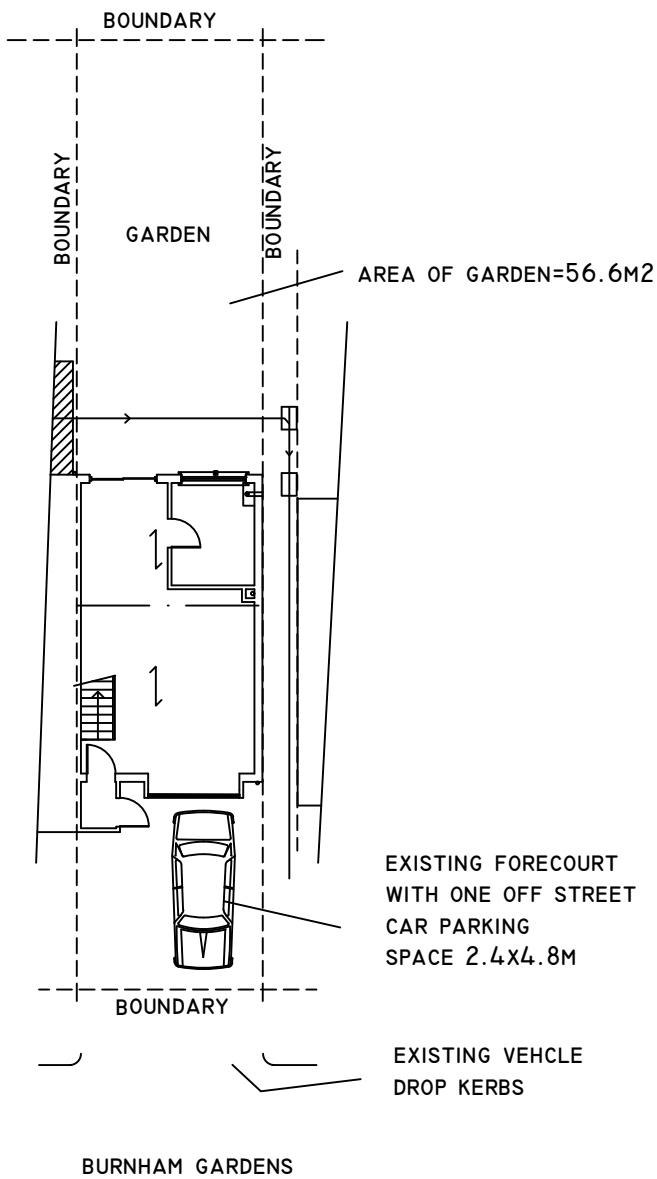 BOUNDARY
BOUNDARY
BOUNDARY
GARDEN
AREA OF GARDEN=56.6M2
EXISTING FORECOURT
WITH ONE OFF STREET
CAR PARKING
SPACE 2.4X4.8M
BOUNDARY
EXISTING VEHCLE
DROP KERBS
BURNHAM GARDENS